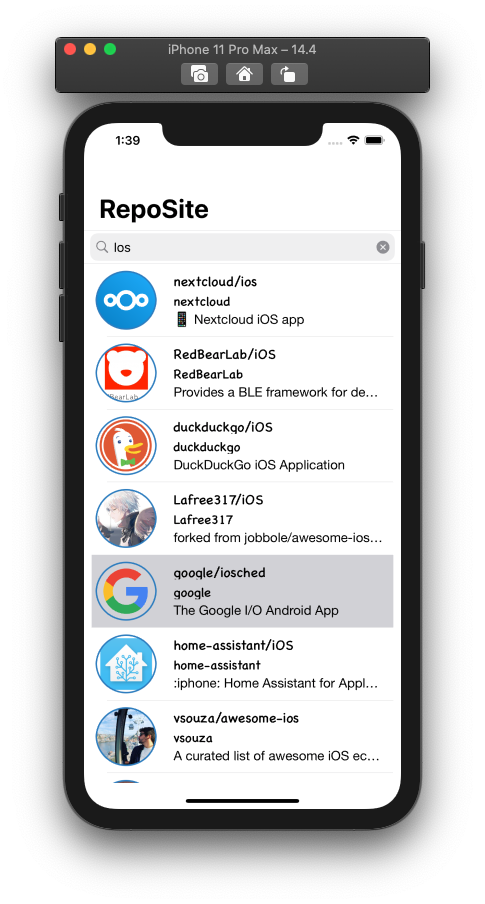 iPhone 11 Pro Max – 14.4
1:39
RepoSite
Ios
nextcloud/ios
nextcloud
📱 Nextcloud iOS app
RedBearLab/iOS
RedBearLab
Provides a BLE framework for de…
BearLab
duckduckgo/iOS
duckduckgo
DuckDuckGo iOS Application
Lafree317/iOS
Lafree317
forked from jobbole/awesome-ios…
google/iosched
google
The Google I/O Android App
home-assistant/iOS
home-assistant
:iphone: Home Assistant for Appl…
vsouza/awesome-ios
vsouza
A curated list of awesome iOS ec…